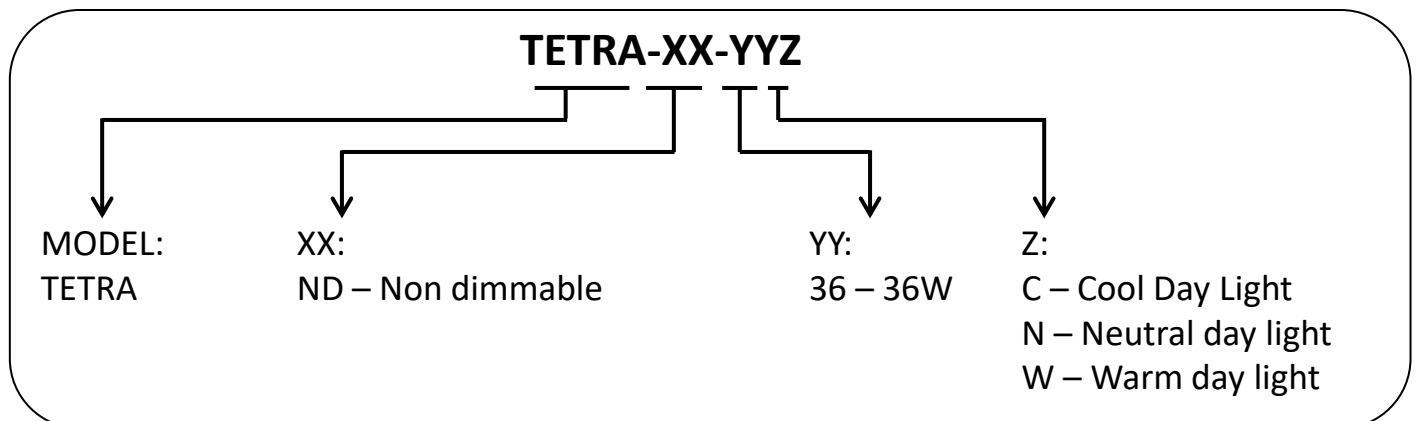 TETRA-XX-YYZ
MODEL:
TETRA
XX:
ND – Non dimmable
YY:
36 – 36W
Z:
C – Cool Day Light
N – Neutral day light
W – Warm day light